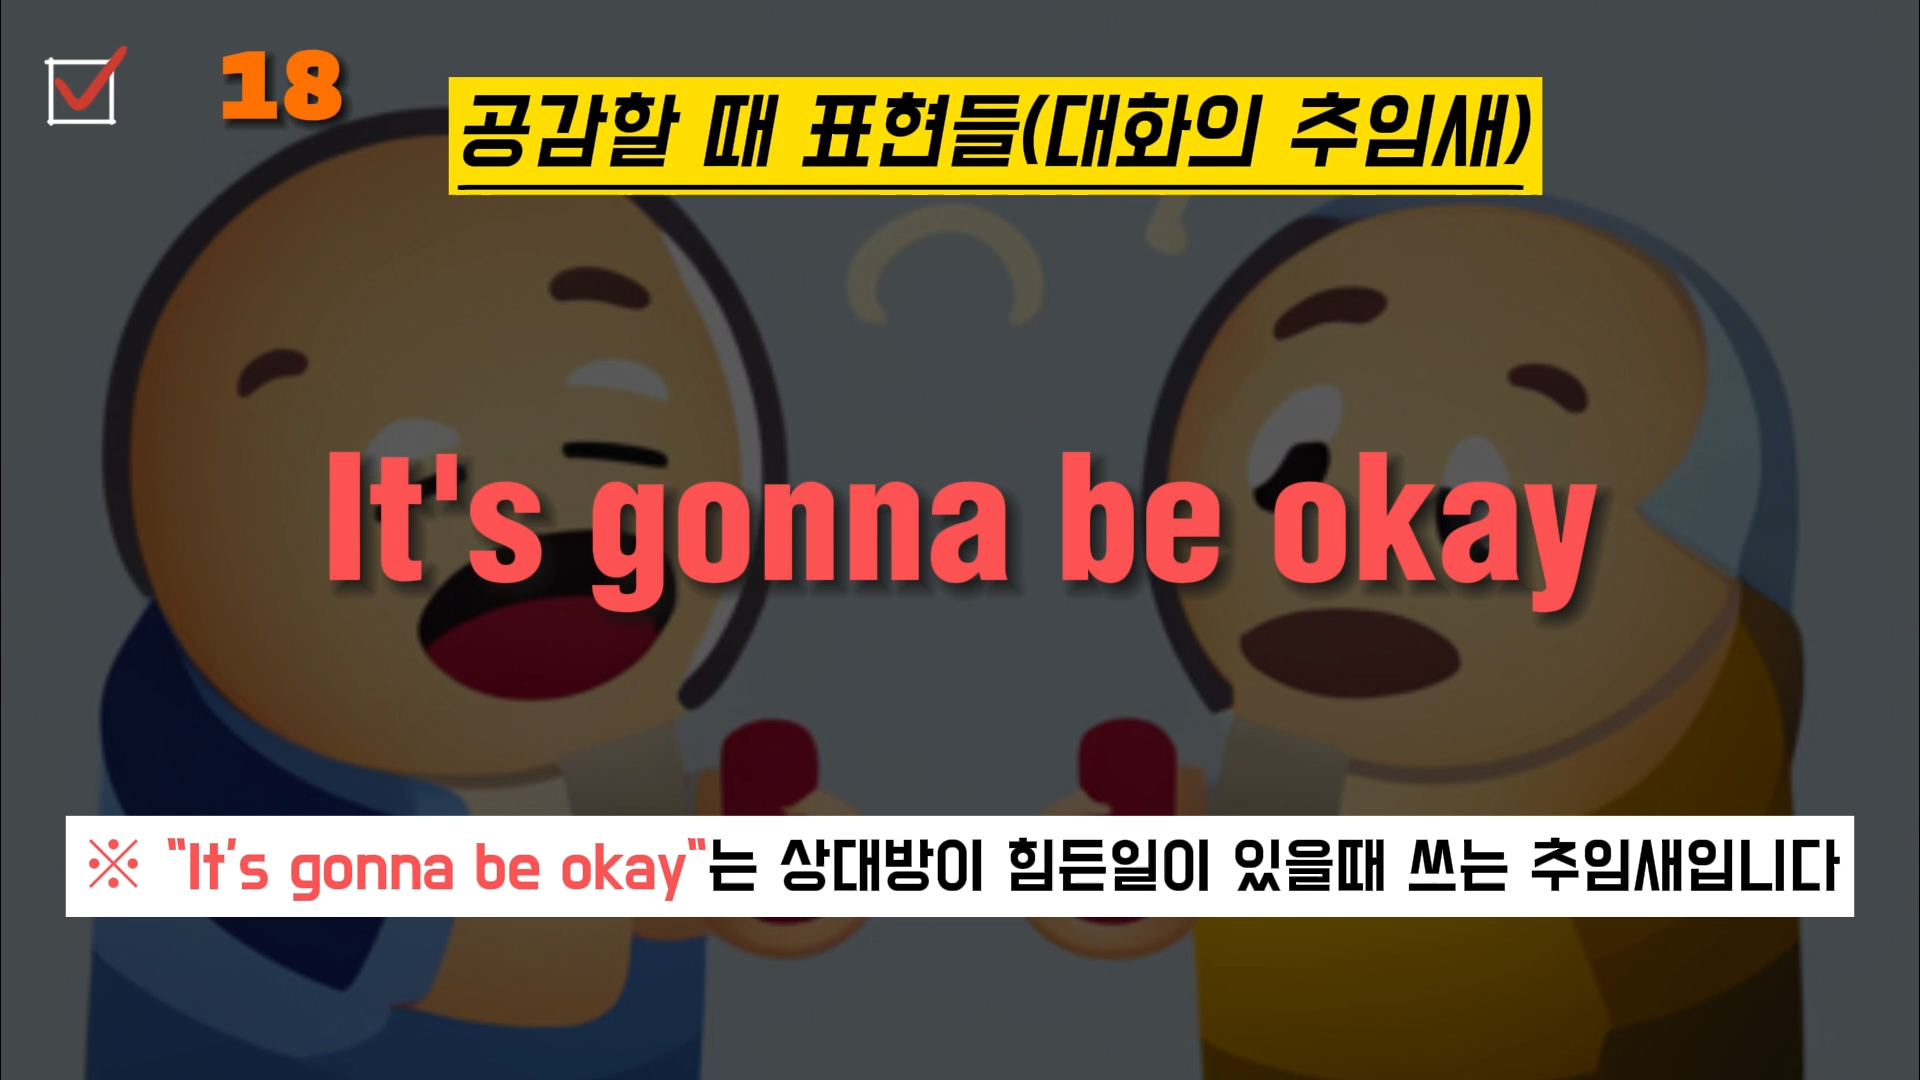 18
공감할 때 표현들(대화의 추임새)
It's gonna be okay
※ "It's gonna be okay"는 상대방이 힘든일이 있을때 쓰는 추임새입니다